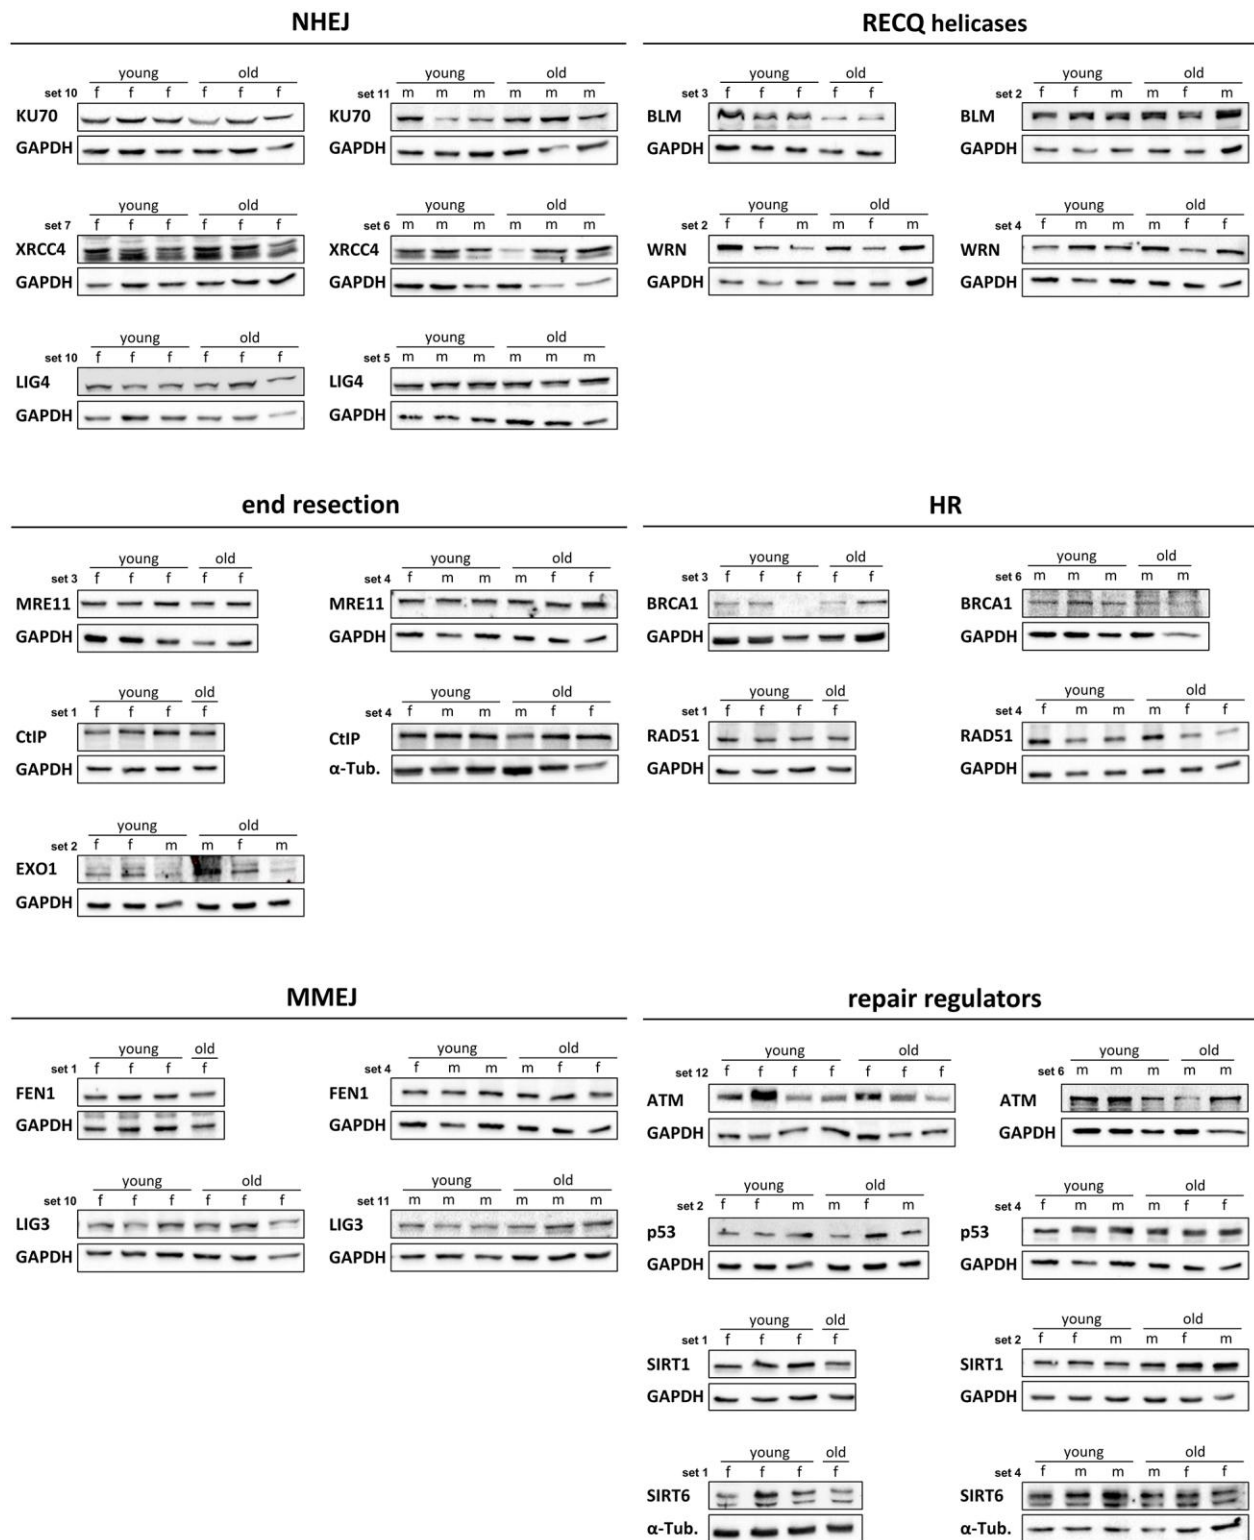 NHEJ
young old
set 10 f f f f f f
KU70
GAPDH
young old
set 11 m m m m m m
KU70
GAPDH
young old
set 7 f f f f f f
XRCC4
GAPDH
young old
set 6 m m m m m m
XRCC4
GAPDH
young old
set 10 f f f f f f
LIG4
GAPDH
young old
set 5 m m m m m m
LIG4
GAPDH
RECQ helicases
young old
set 3 f f f f f
BLM
GAPDH
young old
set 2 f f m m f m
BLM
GAPDH
young old
set 2 f f m m f m
WRN
GAPDH
young old
set 4 f m m m f f
WRN
GAPDH
end resection
young old
set 3 f f f f f
MRE11
GAPDH
young old
set 4 f m m m f f
MRE11
GAPDH
young old
set 1 f f f f
CtIP
GAPDH
young old
set 4 f m m m f f
CtIP
α-Tub.
young old
set 2 f f m m f m
EXO1
GAPDH
HR
young old
set 3 f f f f f
BRCA1
GAPDH
young old
set 6 m m m m m
BRCA1
GAPDH
young old
set 1 f f f f
RAD51
GAPDH
young old
set 4 f m m m f f
RAD51
GAPDH
MMEJ
young old
set 1 f f f f
FEN1
GAPDH
young old
set 4 f m m m f f
FEN1
GAPDH
young old
set 10 f f f f f f
LIG3
GAPDH
young old
set 11 m m m m m m
LIG3
GAPDH
repair regulators
young old
set 12 f f f f f f f
ATM
GAPDH
young old
set 6 m m m m m
ATM
GAPDH
young old
set 2 f f m m f m
p53
GAPDH
young old
set 4 f m m m f f
p53
GAPDH
young old
set 1 f f f f
SIRT1
GAPDH
young old
set 2 f f m m f m
SIRT1
GAPDH
young old
set 1 f f f f
SIRT6
α-Tub.
young old
set 4 f m m m f f
SIRT6
α-Tub.